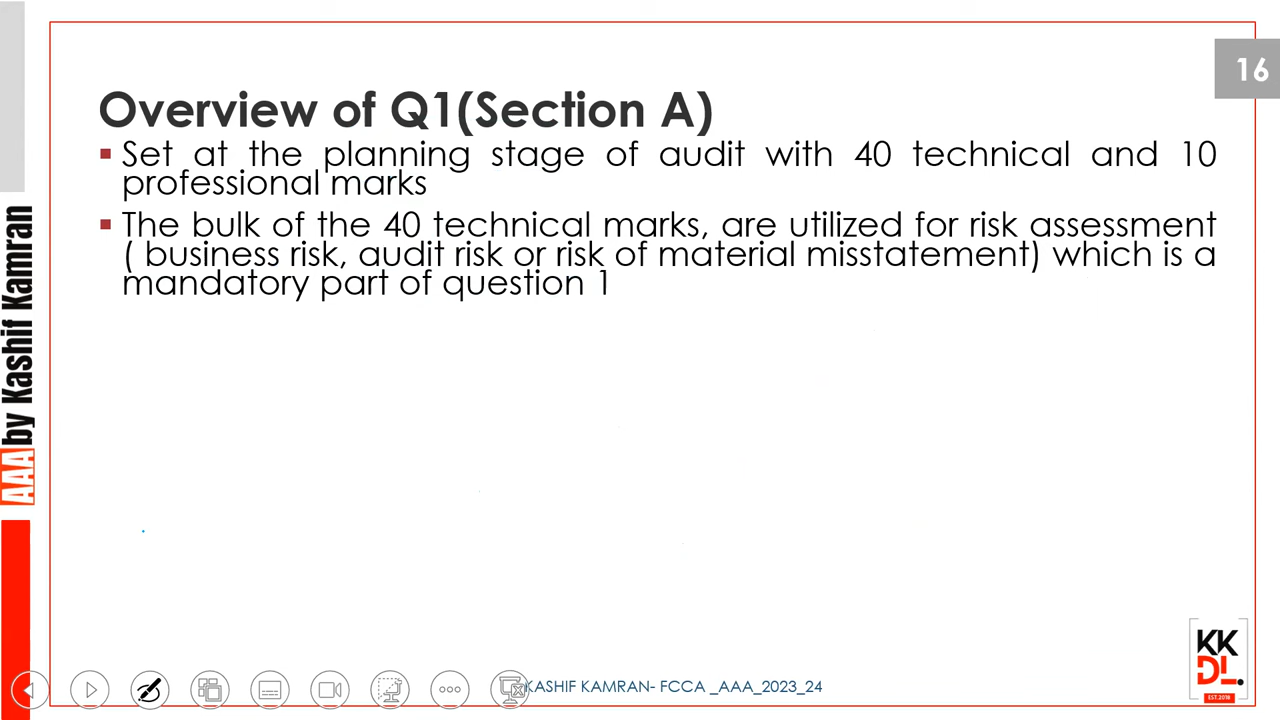 16
Overview of Q1(Section A)
▪ Set at the planning stage of audit with 40 technical and 10
professional marks
▪ The bulk of the 40 technical marks, are utilized for risk assessment
( business risk, audit risk or risk of material misstatement) which is a
mandatory part of question 1
AAA by Kashif Kamran
KASHIF KAMRAN- FCCA _AAA_2023_24
KK
DL.
EST.2018